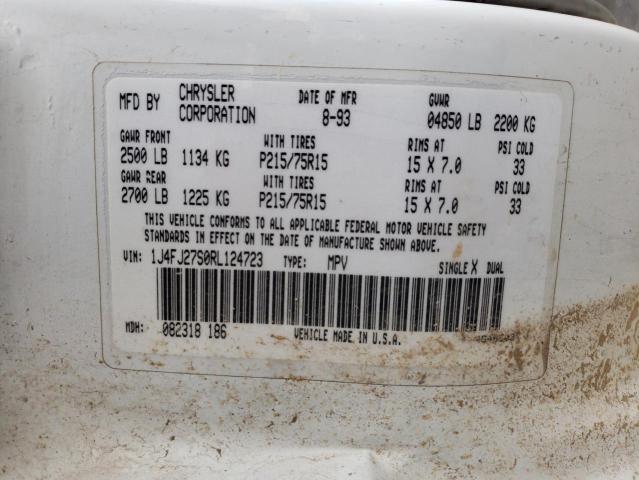 MFD BY CHRYSLER CORPORATION DATE OF MFR 8-93 GVWR 04850 LB 2200 KG
GAWR FRONT WITH TIRES RIMS AT PSI COLD
2500 LB 1134 KG P215/75R15 15 X 7.0 33
GAWR REAR WITH TIRES RIMS AT PSI COLD
2700 LB 1225 KG P215/75R15 15 X 7.0 33
THIS VEHICLE CONFORMS TO ALL APPLICABLE FEDERAL MOTOR VEHICLE SAFETY
STANDARDS IN EFFECT ON THE DATE OF MANUFACTURE SHOWN ABOVE.
VIN: 1J4FJ27S0RL124723 TYPE: MPV SINGLE X DUAL
MDH: 082318 186 VEHICLE MADE IN U.S.A.